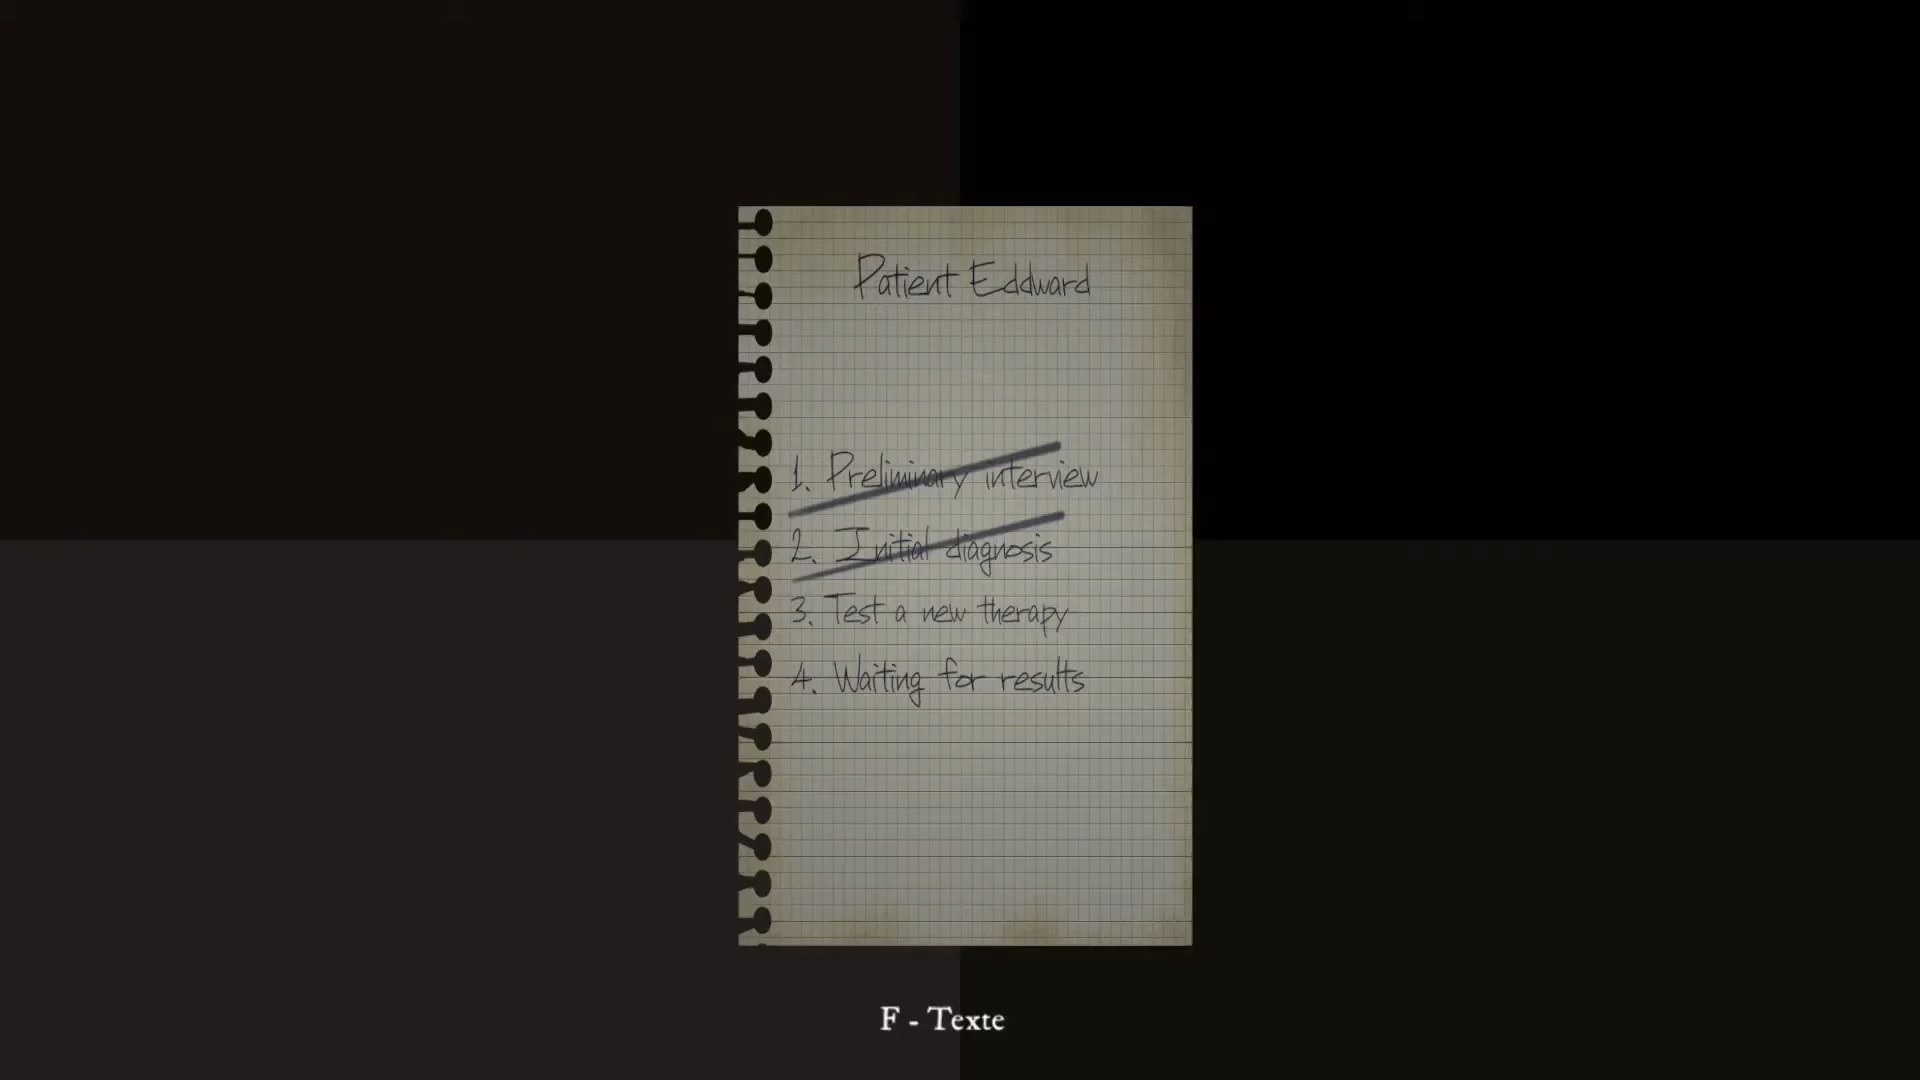 Patient Eddward
1. Preliminary interview
2. Initial diagnosis
3. Test a new therapy
4. Waiting for results
F - Texte